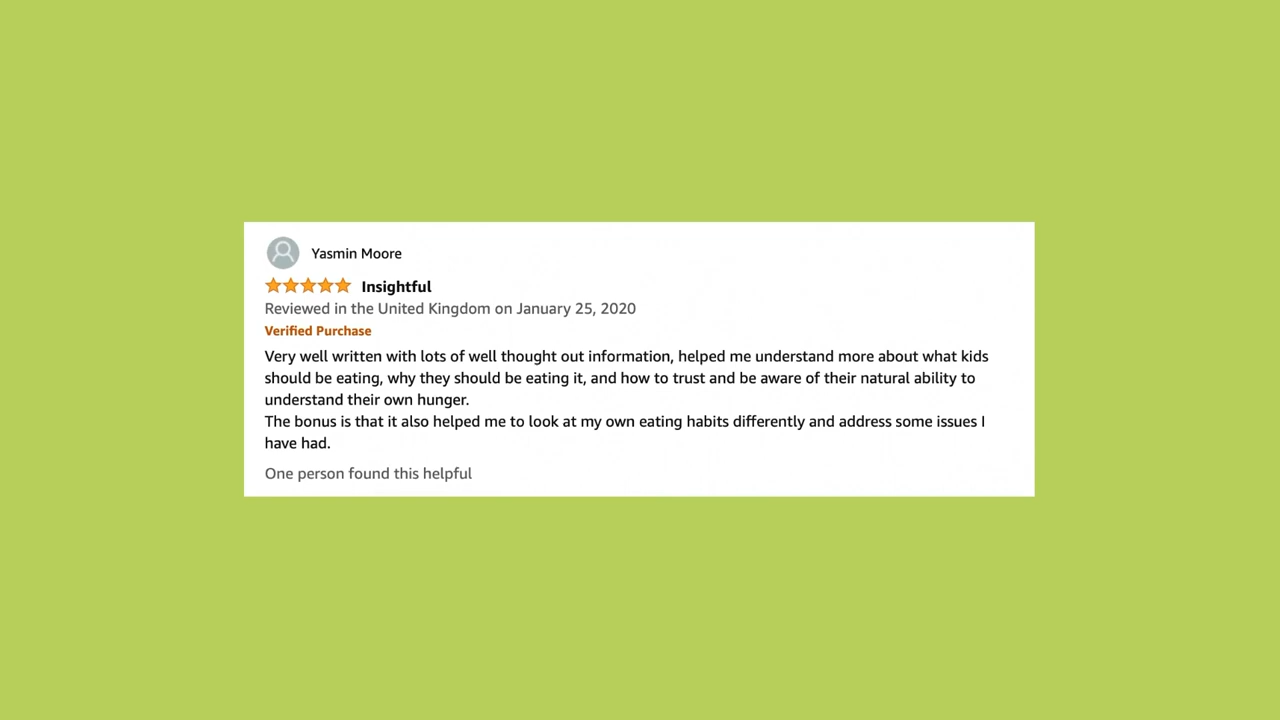 Yasmin Moore
Insightful
Reviewed in the United Kingdom on January 25, 2020
Verified Purchase
Very well written with lots of well thought out information, helped me understand more about what kids
should be eating, why they should be eating it, and how to trust and be aware of their natural ability to
understand their own hunger.
The bonus is that it also helped me to look at my own eating habits differently and address some issues I
have had.
One person found this helpful